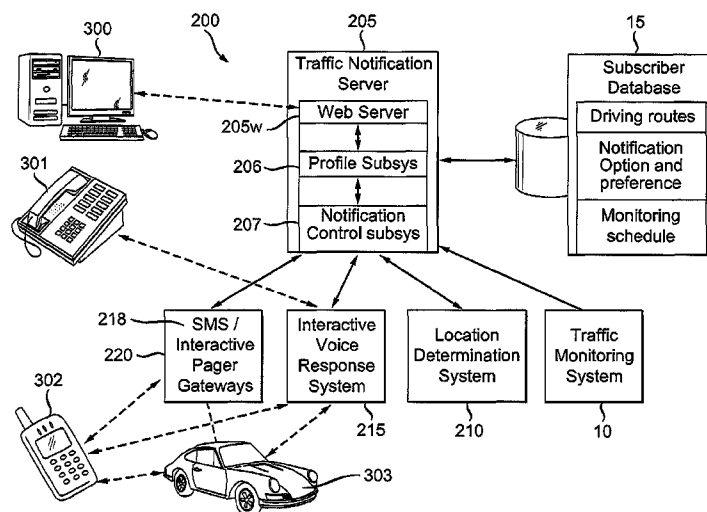 300
200
205
15
Traffic Notification
Server
Web Server
205w
Profile Subsys
206
Notification
Control subsys
207
Subscriber
Database
Driving routes
Notification
Option and
preference
Monitoring
schedule
301
218
220
SMS /
Interactive
Pager
Gateways
Interactive
Voice
Response
System
215
Location
Determination
System
210
Traffic
Monitoring
System
10
302
303